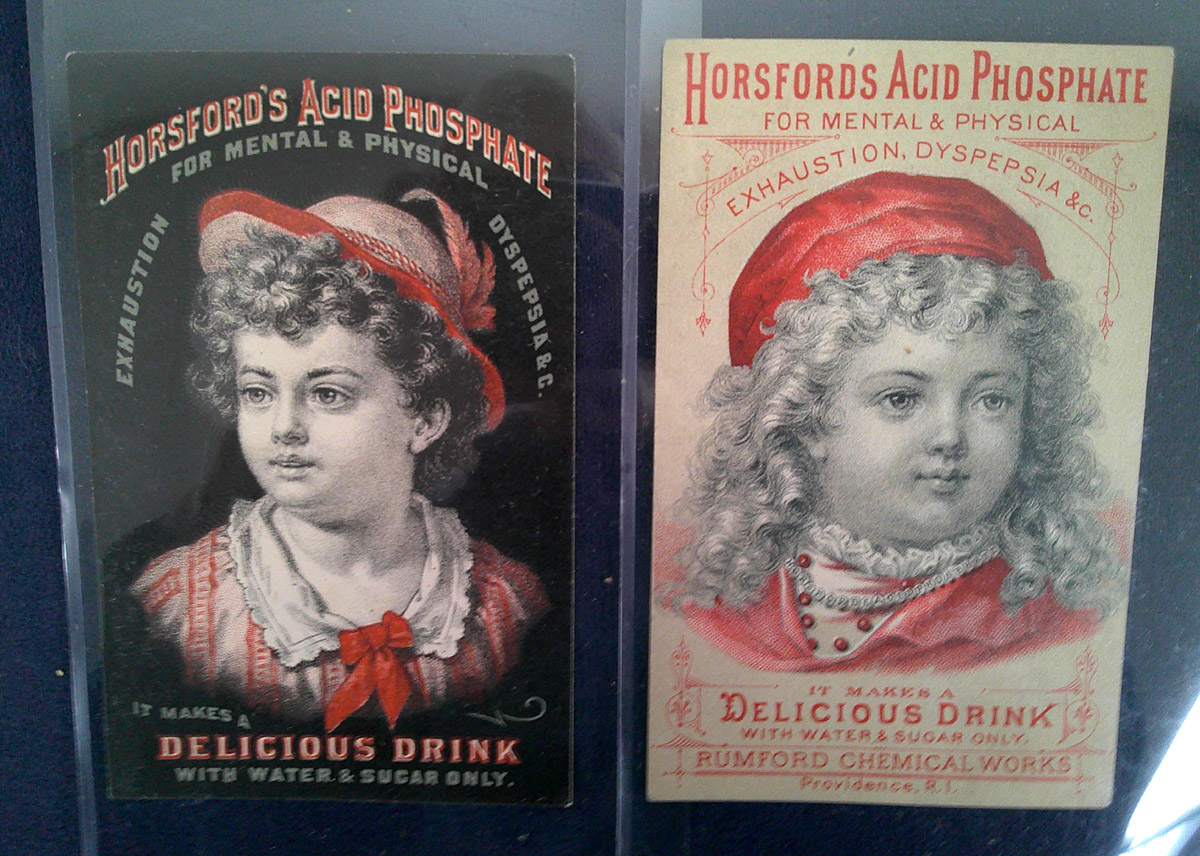 HORSFORD'S ACID PHOSPHATE
FOR MENTAL & PHYSICAL
EXHAUSTION
DYSPEPSIA & C.
IT MAKES A
DELICIOUS DRINK
WITH WATER & SUGAR ONLY.
HORSFORDS ACID PHOSPHATE
FOR MENTAL & PHYSICAL
EXHAUSTION, DYSPEPSIA &c.
IT MAKES A
DELICIOUS DRINK
WITH WATER & SUGAR ONLY.
RUMFORD CHEMICAL WORKS
Providence, R.I.